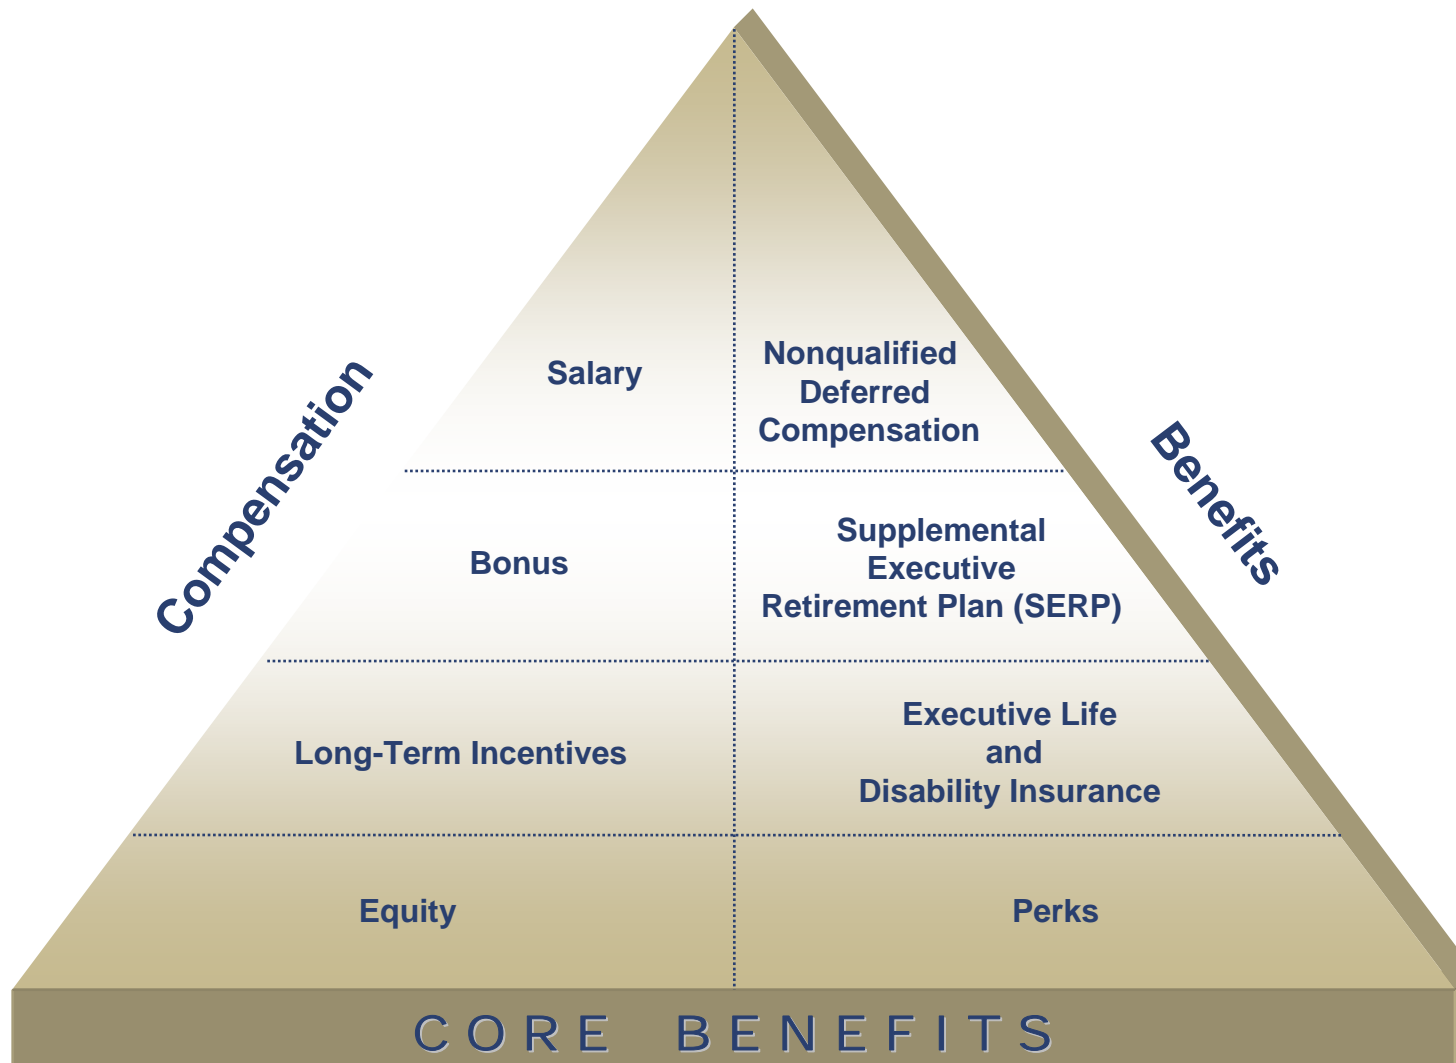 Compensation
Benefits
Salary
Nonqualified
Deferred
Compensation
Bonus
Supplemental
Executive
Retirement Plan (SERP)
Long-Term Incentives
Executive Life
and
Disability Insurance
Equity
Perks
CORE BENEFITS